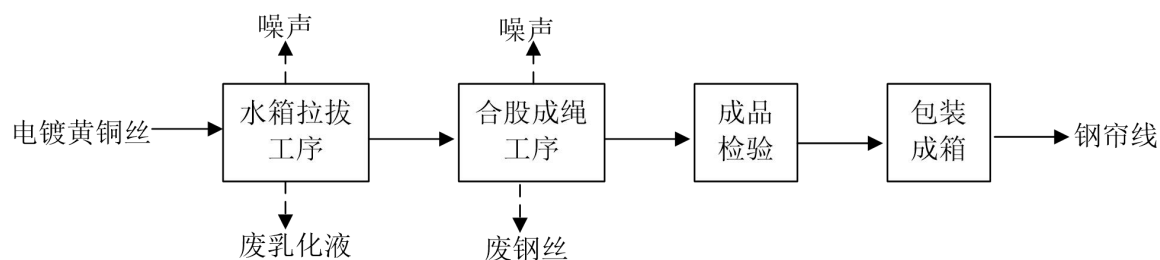 噪声
噪声
电镀黄铜丝
水箱拉拔
工序
合股成绳
工序
成品
检验
包装
成箱
钢帘线
废乳化液
废钢丝